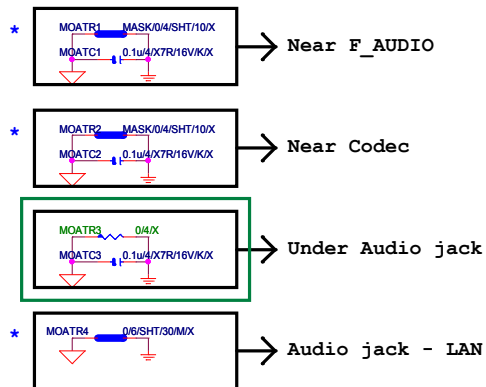 * MOATR1 MASK/0/4/SHT/10/X
MOATC1 0.1u/4/X7R/16V/K/X
Near F_AUDIO
* MOATR2 MASK/0/4/SHT/10/X
MOATC2 0.1u/4/X7R/16V/K/X
Near Codec
MOATR3 0/4/X
MOATC3 0.1u/4/X7R/16V/K/X
Under Audio jack
* MOATR4 0/6/SHT/30/M/X
Audio jack - LAN